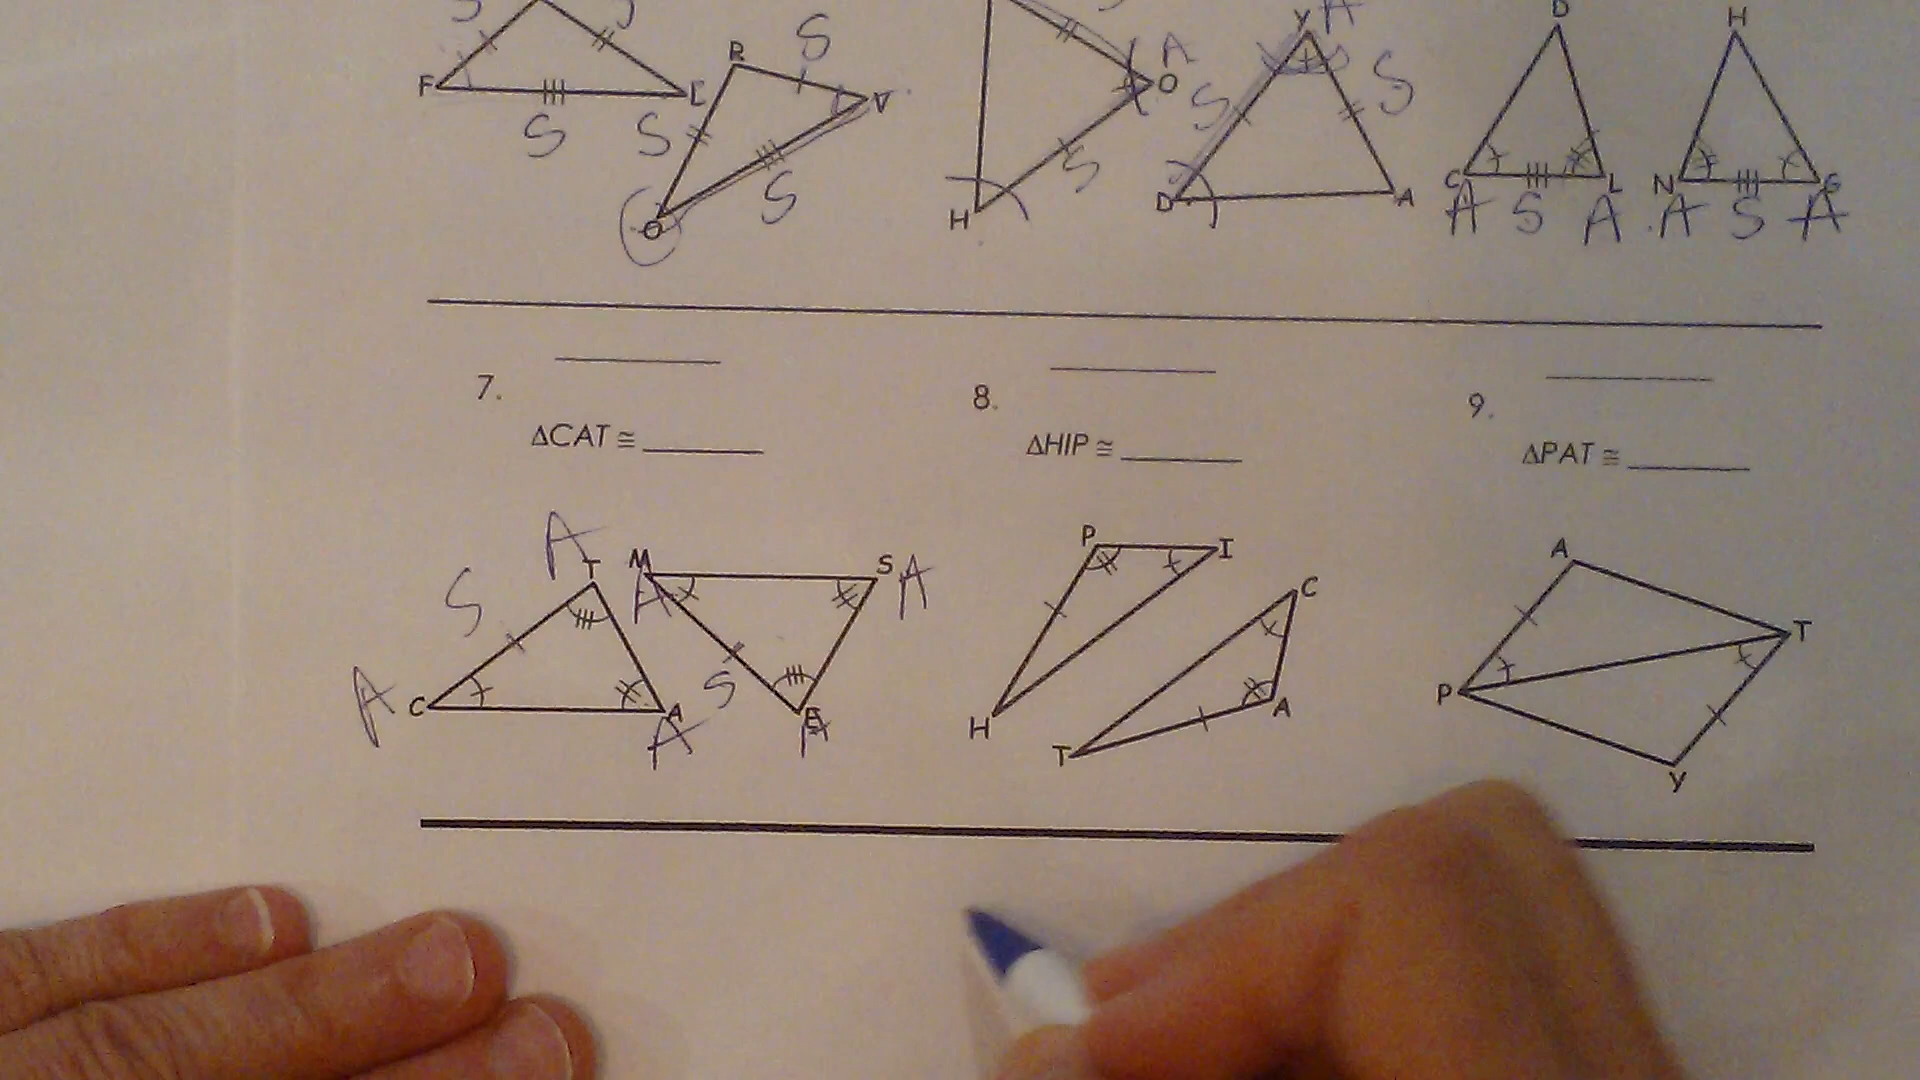 S S
F S L
R S V
S S
O
S A
O
S
H
Y A
S S
D A
D
C L
A S A
H
N G
A S A
7. 8. 9.
ΔCAT ≅ ΔHIP ≅ ΔPAT ≅
A
T
S
A C
A
A
M S A
A
S
E
A
P I
H
C
T A
A
P T
Y